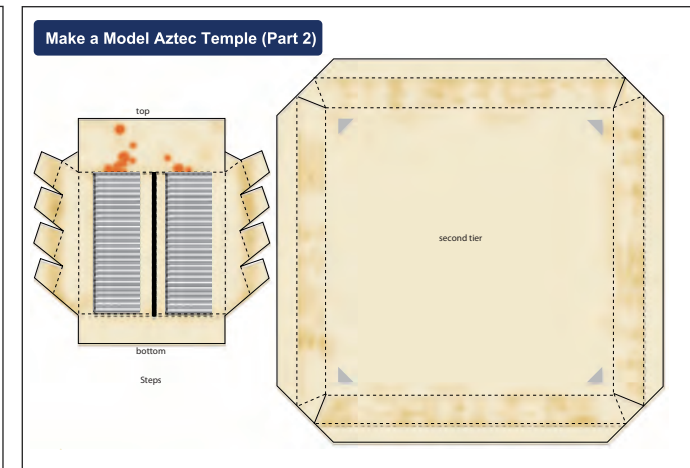 Make a Model Aztec Temple (Part 2)
top
second tier
bottom
Steps